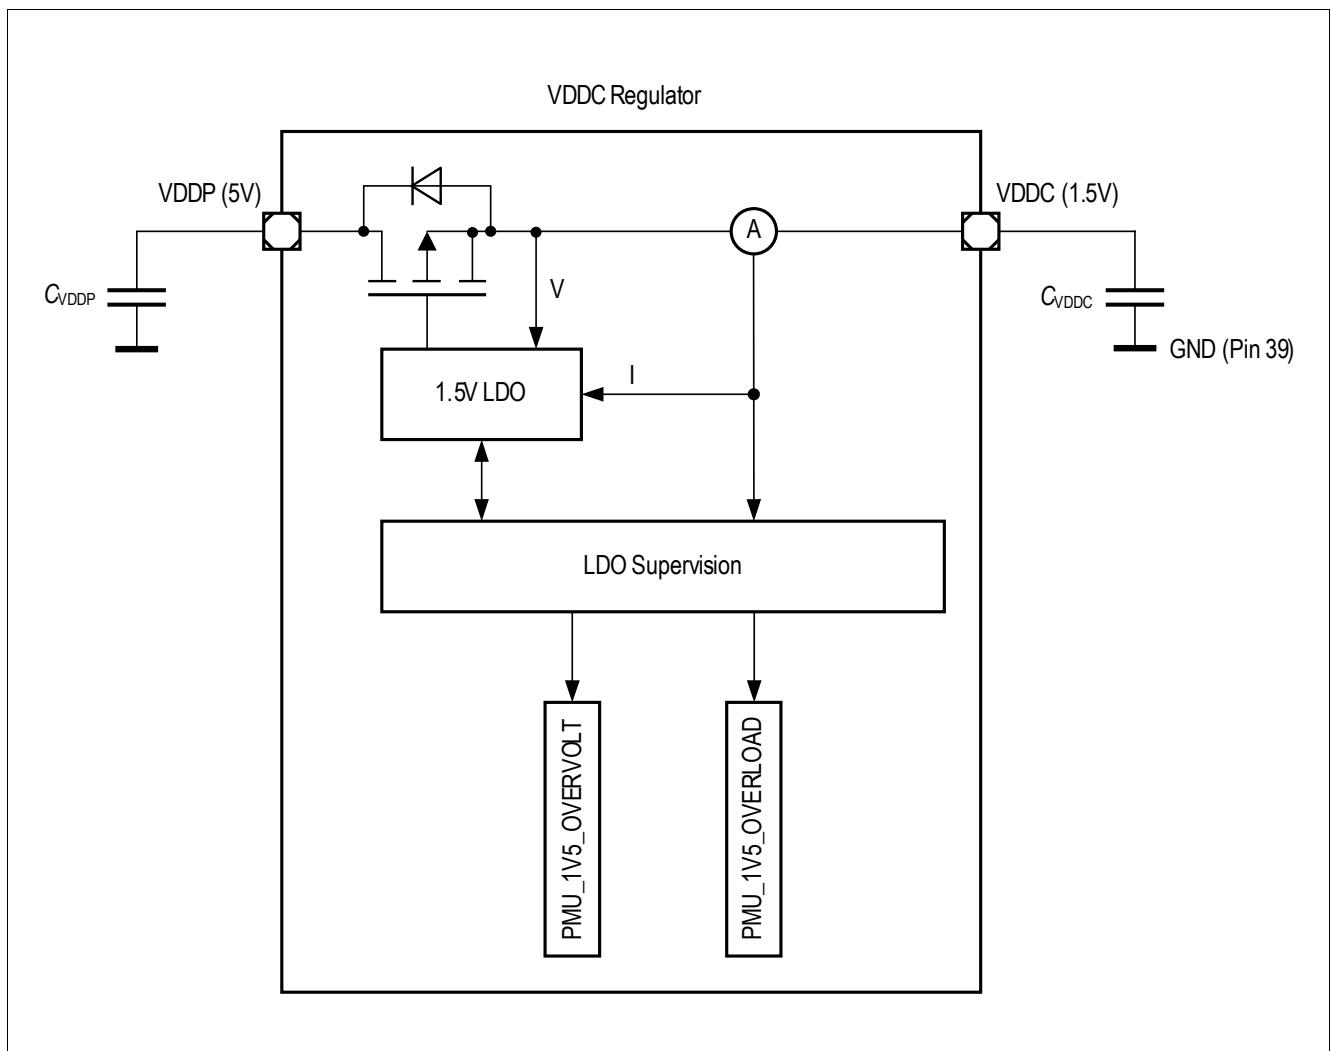 VDDC Regulator
VDDP (5V)
VDDC (1.5V)
A
V
CVDDP
CVDDC
GND (Pin 39)
I
1.5V LDO
LDO Supervision
PMU_1V5_OVERVOLT
PMU_1V5_OVERLOAD